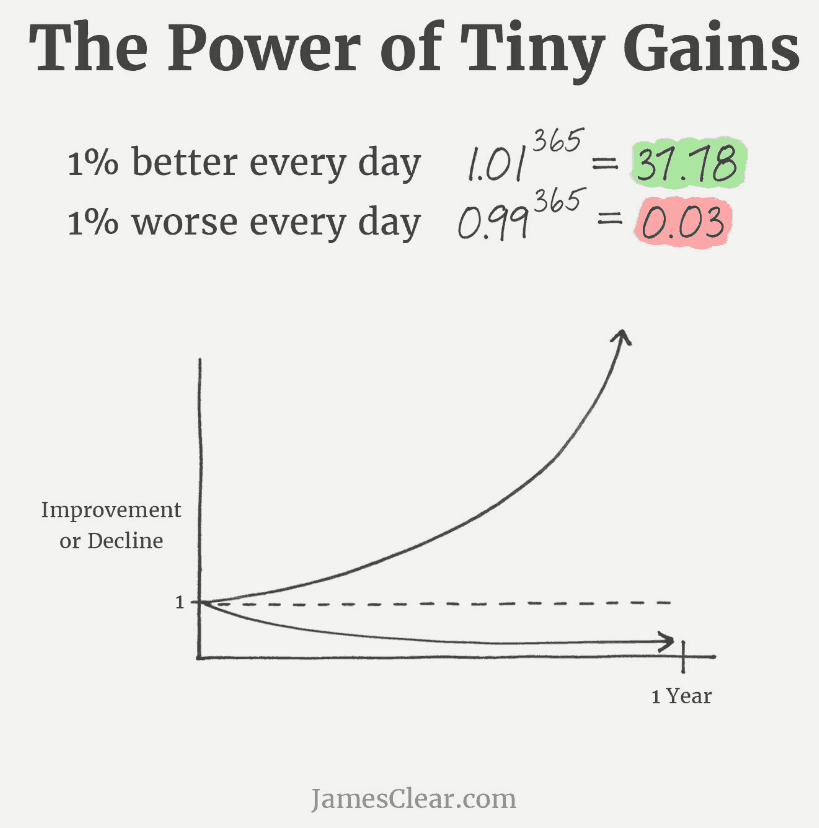 The Power of Tiny Gains
1% better every day 1.01^365 = 37.78
1% worse every day 0.99^365 = 0.03
Improvement
or Decline
1
1 Year
JamesClear.com